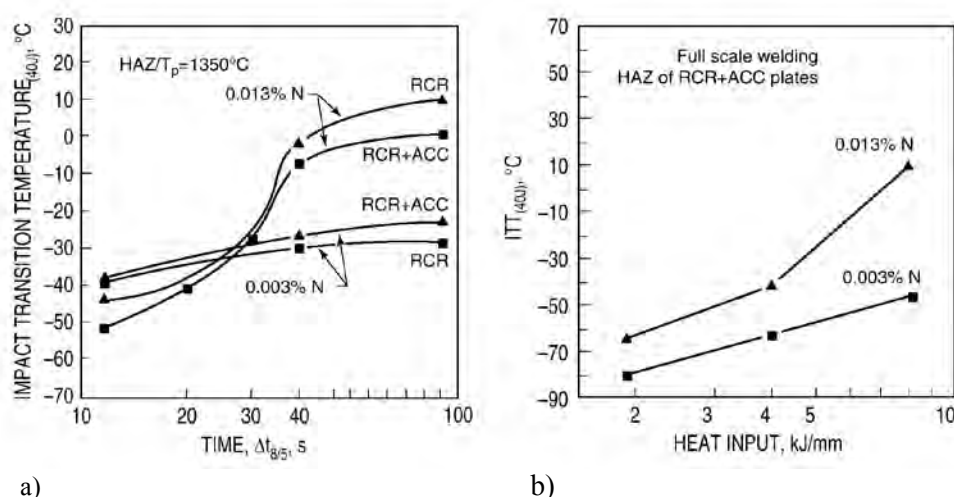 IMPACT TRANSITION TEMPERATURE(40J), °C
30
20
10
0
−10
−20
−30
−40
−50
−60
−70
HAZ/Tp=1350°C
0.013% N
RCR
RCR+ACC
RCR+ACC
RCR
0.003% N
10
20
30
40
100
TIME, Δt8/5, s
a)
ITT(40J), °C
70
50
30
10
−10
−30
−50
−70
−90
Full scale welding
HAZ of RCR+ACC plates
0.013% N
0.003% N
2
3
4
5
10
HEAT INPUT, kJ/mm
b)